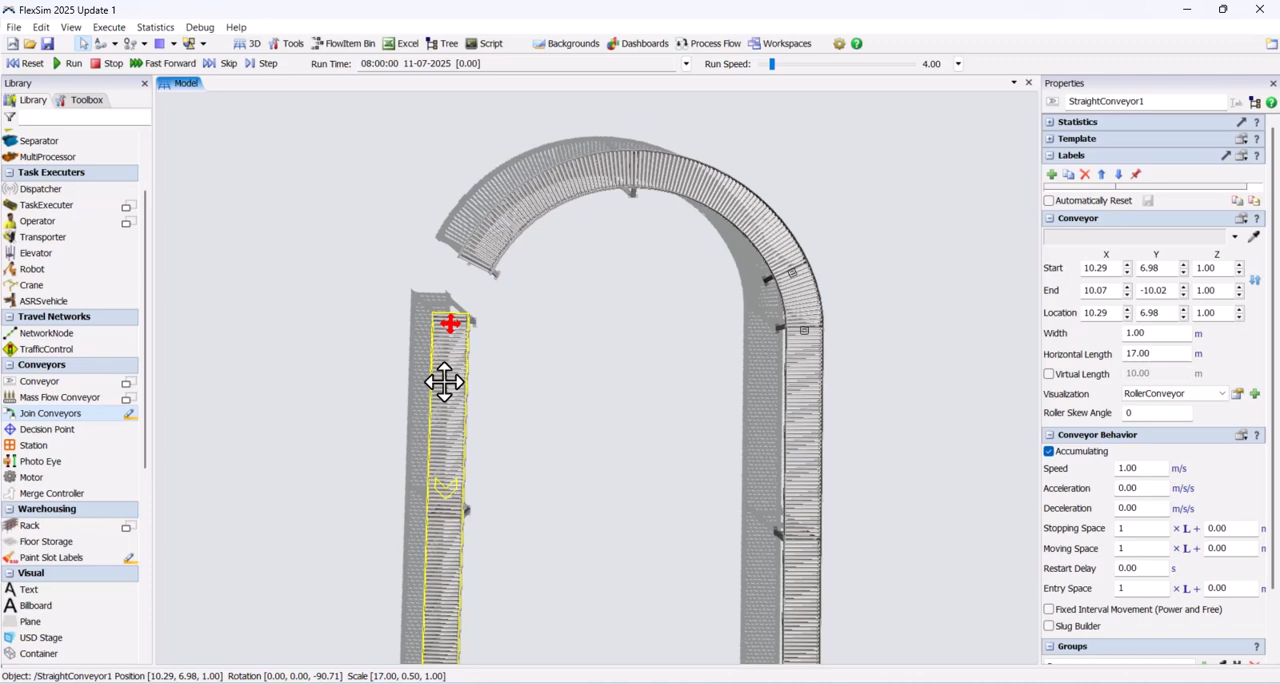 FlexSim 2025 Update 1
File Edit View Execute Statistics Debug Help
3D Tools FlowItem Bin Excel Tree Script Backgrounds Dashboards Process Flow Workspaces
Reset Run Stop Fast Forward Skip Step Run Time: 08:00:00 11-07-2025 [0.00] Run Speed: 4.00
Library
Library Toolbox
Separator
MultiProcessor
Task Executers
Dispatcher
TaskExecuter
Operator
Transporter
Elevator
Robot
Crane
ASRSvehicle
Travel Networks
NetworkNode
TrafficControl
Conveyors
Conveyor
Mass Flow Conveyor
Join Conveyors
Decision Point
Station
Photo Eye
Motor
Merge Controller
Warehousing
Rack
Floor Storage
Paint Slot Labels
Visual
Text
Billboard
Plane
USD Stage
Container
Model
Properties
StraightConveyor1
Statistics
Template
Labels
Automatically Reset
Conveyor
X Y Z
Start 10.29 6.98 1.00
End 10.07 -10.02 1.00
Location 10.29 6.98 1.00
Width 1.00 m
Horizontal Length 17.00 m
Virtual Length 10.00 m
Visualization RollerConveyor
Roller Skew Angle 0
Conveyor Behavior
Accumulating
Speed 1.00 m/s
Acceleration 0.00 m/s/s
Deceleration 0.00 m/s/s
Stopping Space 1 × L + 0.00 m
Moving Space 1 × L + 0.00 m
Restart Delay 0.00 s
Entry Space 1 × L + 0.00 m
Fixed Interval Movement (Power and Free)
Slug Builder
Groups
Object: /StraightConveyor1 Position [10.29, 6.98, 1.00] Rotation [0.00, 0.00, -90.71] Scale [17.00, 0.50, 1.00]